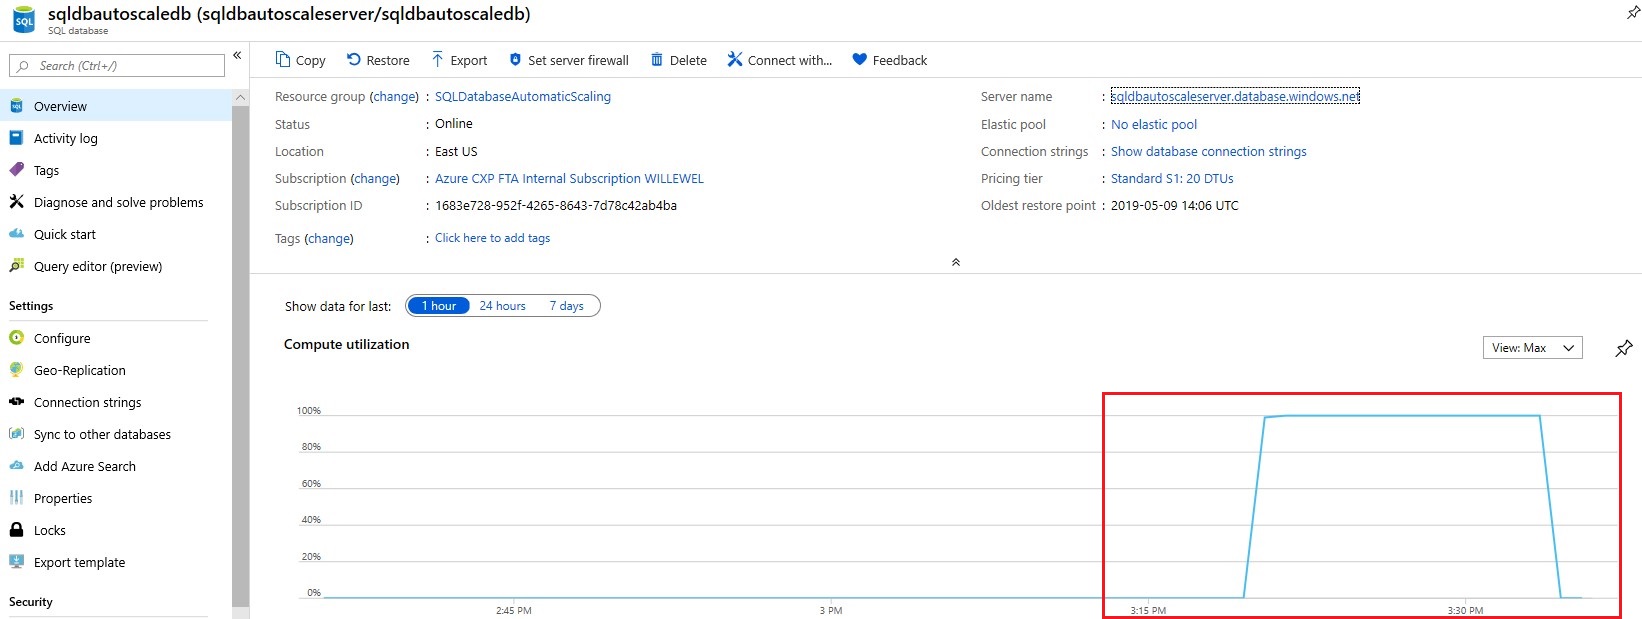 sqldbautoscaledb (sqldbautoscaleserver/sqldbautoscaledb)
SQL
SQL database
Search (Ctrl+/)
«
Overview
Activity log
Tags
Diagnose and solve problems
Quick start
Query editor (preview)
Settings
Configure
Geo-Replication
Connection strings
Sync to other databases
Add Azure Search
Properties
Locks
Export template
Security
Copy Restore Export Set server firewall Delete Connect with... Feedback
Resource group (change) : SQLDatabaseAutomaticScaling
Status : Online
Location : East US
Subscription (change) : Azure CXP FTA Internal Subscription WILLEWEL
Subscription ID : 1683e728-952f-4265-8643-7d78c42ab4ba
Tags (change) : Click here to add tags
Server name : sqldbautoscaleserver.database.windows.net
Elastic pool : No elastic pool
Connection strings : Show database connection strings
Pricing tier : Standard S1: 20 DTUs
Oldest restore point : 2019-05-09 14:06 UTC
Show data for last: 1 hour 24 hours 7 days
Compute utilization
View: Max
100%
80%
60%
40%
20%
0%
2:45 PM 3 PM 3:15 PM 3:30 PM